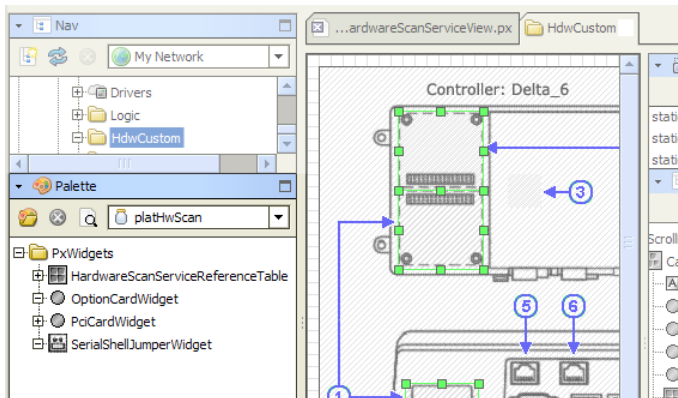 Nav
...ardwareScanServiceView.px
HdwCustom
My Network
Drivers
Logic
HdwCustom
Controller: Delta_6
stati
stati
stati
3
Palette
platHwScan
PxWidgets
HardwareScanServiceReferenceTable
OptionCardWidget
PciCardWidget
SerialShellJumperWidget
Scroll
Ca
A
5
6
1